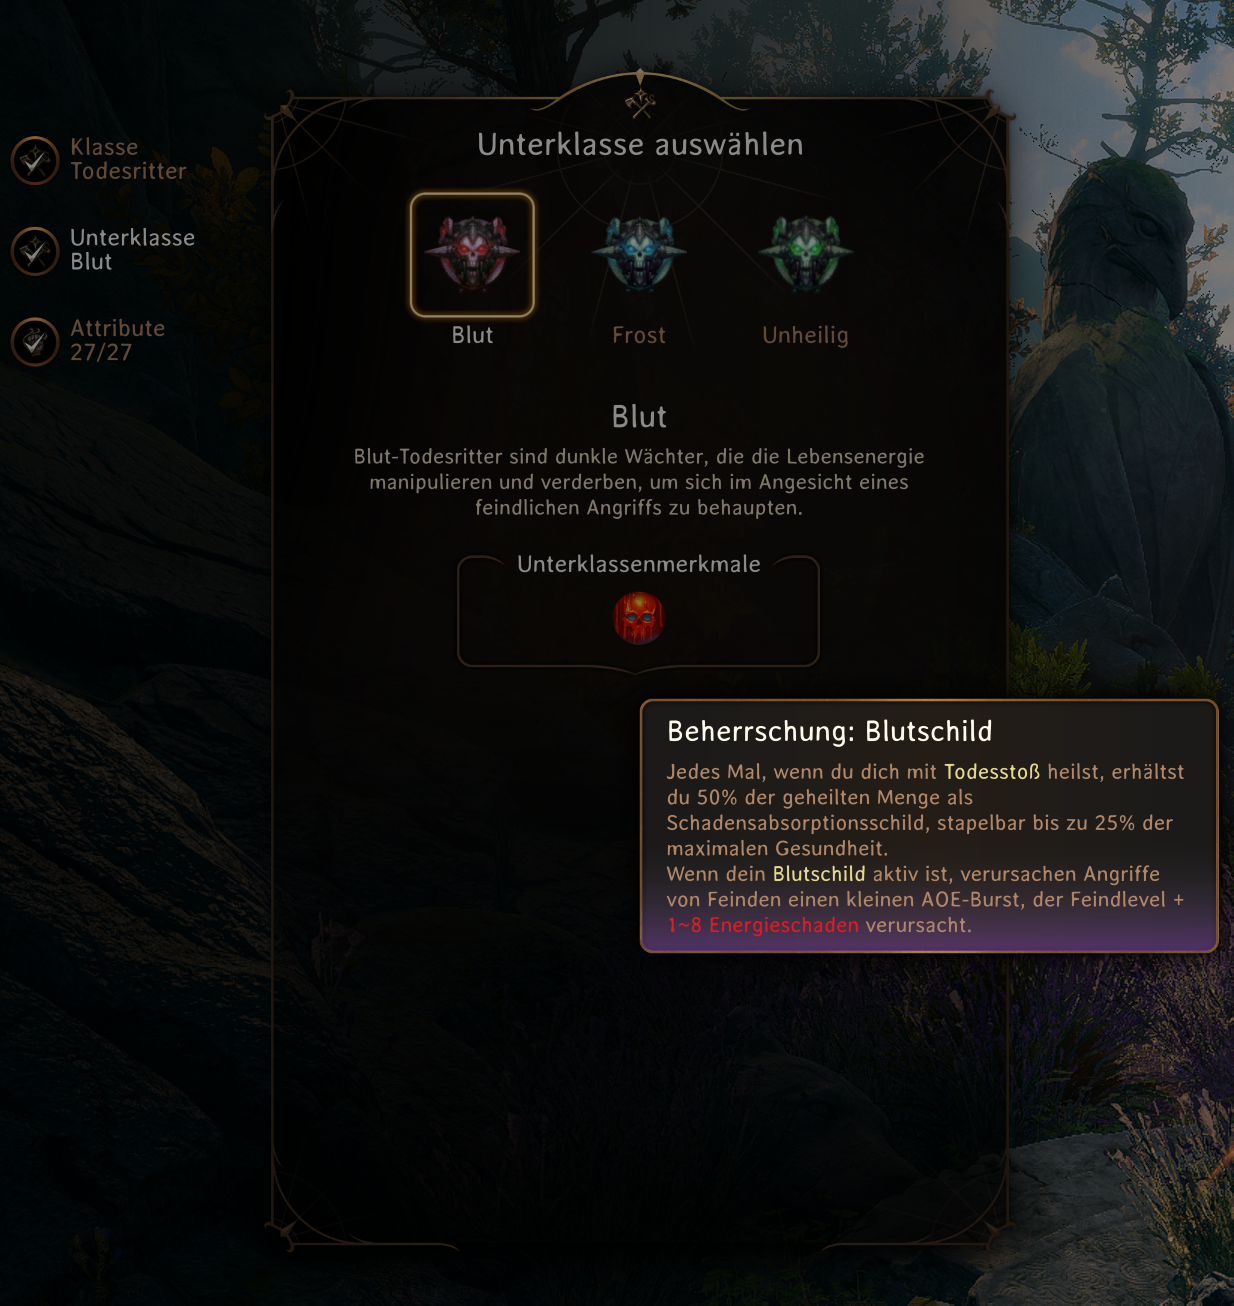 Unterklasse auswählen
Klasse
Todesritter
Unterklasse
Blut
Attribute
27/27
Blut
Frost
Unheilig
Blut
Blut-Todesritter sind dunkle Wächter, die die Lebensenergie
manipulieren und verderben, um sich im Angesicht eines
feindlichen Angriffs zu behaupten.
Unterklassenmerkmale
Beherrschung: Blutschild
Jedes Mal, wenn du dich mit Todesstoß heilst, erhältst
du 50% der geheilten Menge als
Schadensabsorptionsschild, stapelbar bis zu 25% der
maximalen Gesundheit.
Wenn dein Blutschild aktiv ist, verursachen Angriffe
von Feinden einen kleinen AOE-Burst, der Feindlevel +
1~8 Energieschaden verursacht.